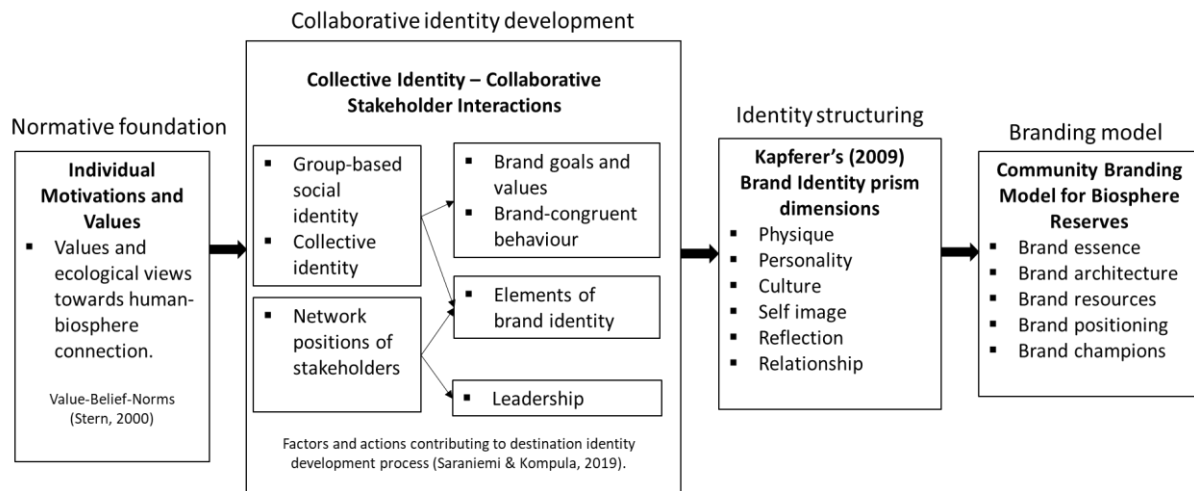 Normative foundation
Individual
Motivations and
Values
▪ Values and
ecological views
towards human-
biosphere
connection.
Value-Belief-Norms
(Stern, 2000)
Collaborative identity development
Collective Identity – Collaborative
Stakeholder Interactions
▪ Group-based
social
identity
▪ Collective
identity
▪ Network
positions of
stakeholders
▪ Brand goals and
values
▪ Brand-congruent
behaviour
▪ Elements of
brand identity
▪ Leadership
Factors and actions contributing to destination identity
development process (Saraniemi & Kompula, 2019).
Identity structuring
Kapferer’s (2009)
Brand Identity prism
dimensions
▪ Physique
▪ Personality
▪ Culture
▪ Self image
▪ Reflection
▪ Relationship
Branding model
Community Branding
Model for Biosphere
Reserves
▪ Brand essence
▪ Brand architecture
▪ Brand resources
▪ Brand positioning
▪ Brand champions